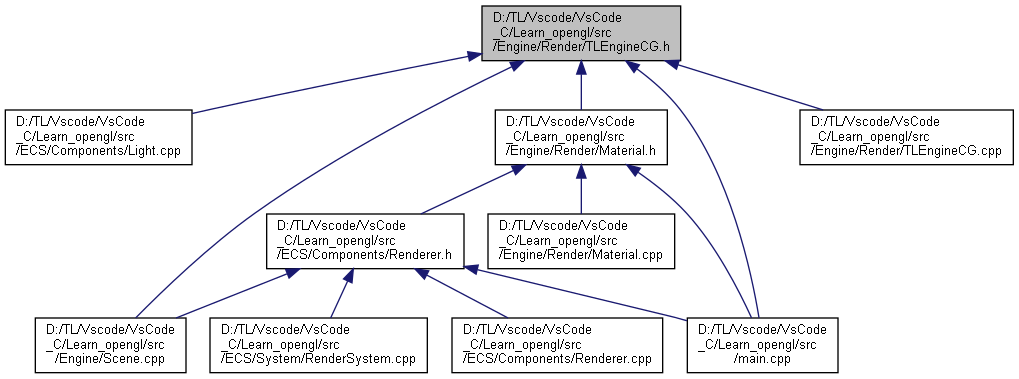 D:/TL/Vscode/VsCode
_C/Learn_opengl/src
/Engine/Render/TLEngineCG.h
D:/TL/Vscode/VsCode
_C/Learn_opengl/src
/ECS/Components/Light.cpp
D:/TL/Vscode/VsCode
_C/Learn_opengl/src
/Engine/Render/Material.h
D:/TL/Vscode/VsCode
_C/Learn_opengl/src
/Engine/Render/TLEngineCG.cpp
D:/TL/Vscode/VsCode
_C/Learn_opengl/src
/ECS/Components/Renderer.h
D:/TL/Vscode/VsCode
_C/Learn_opengl/src
/Engine/Render/Material.cpp
D:/TL/Vscode/VsCode
_C/Learn_opengl/src
/Engine/Scene.cpp
D:/TL/Vscode/VsCode
_C/Learn_opengl/src
/ECS/System/RenderSystem.cpp
D:/TL/Vscode/VsCode
_C/Learn_opengl/src
/ECS/Components/Renderer.cpp
D:/TL/Vscode/VsCode
_C/Learn_opengl/src
/main.cpp